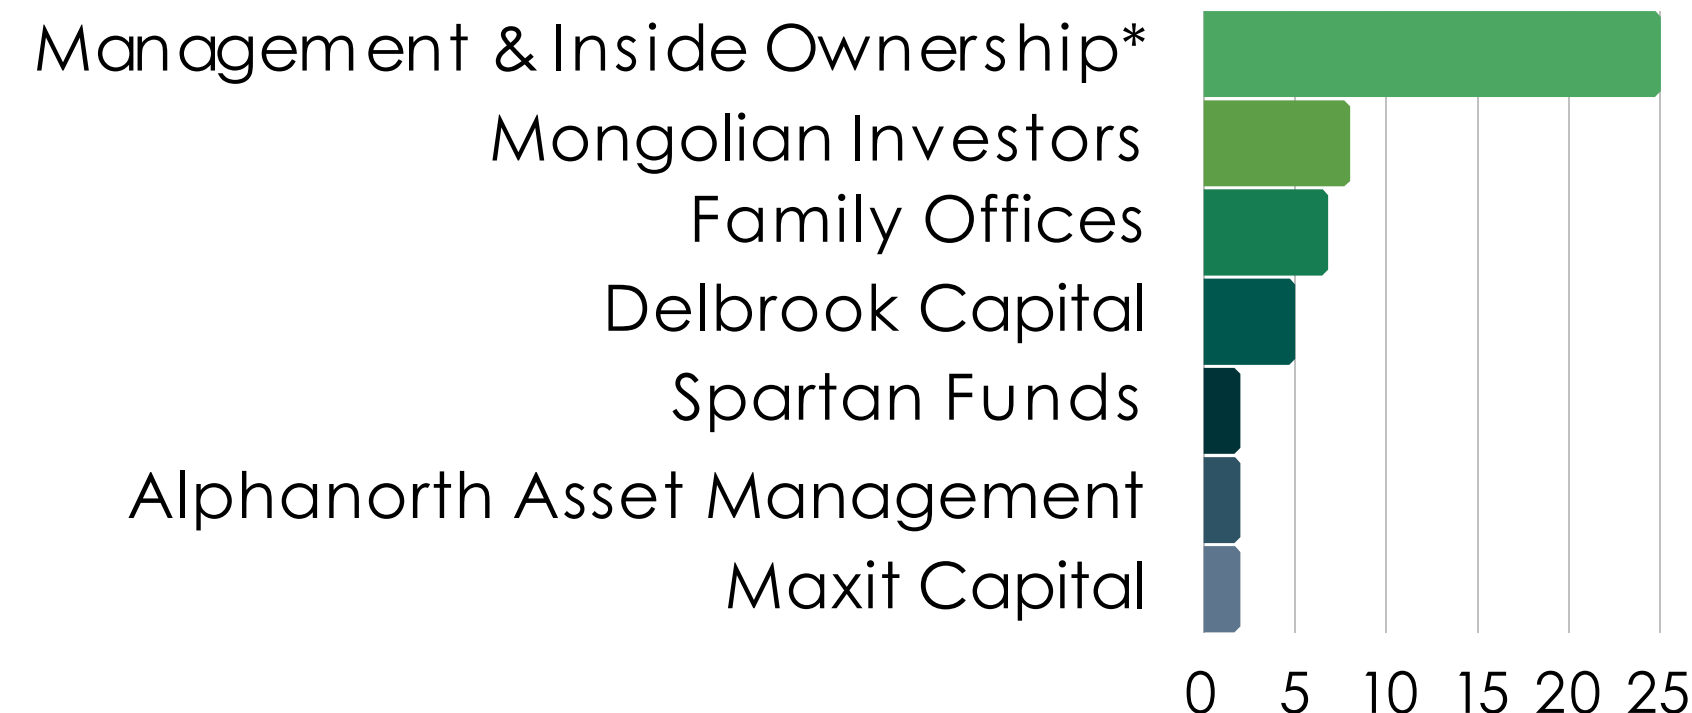 Management & Inside Ownership*
Mongolian Investors
Family Offices
Delbrook Capital
Spartan Funds
Alphanorth Asset Management
Maxit Capital
0 5 10 15 20 25